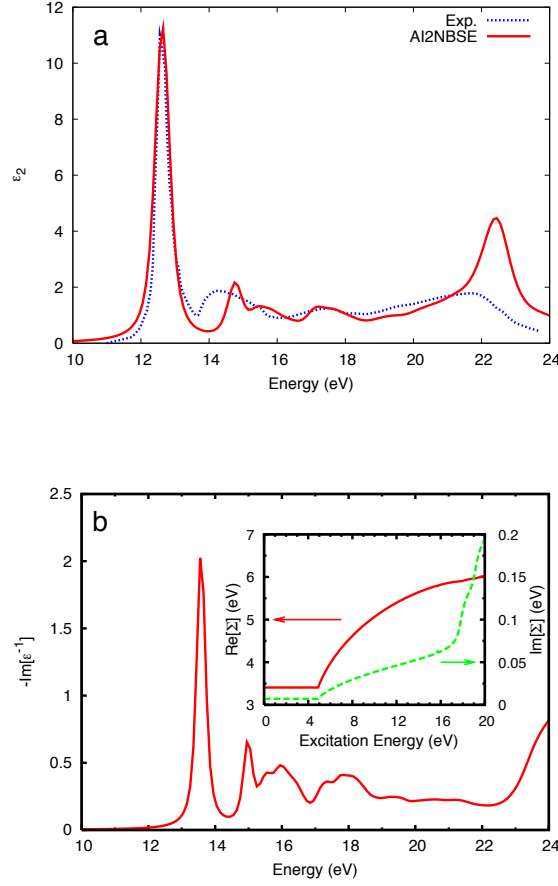 a
Exp.
AI2NBSE
12
10
8
6
4
2
0
ε2
10 12 14 16 18 20 22 24
Energy (eV)
b
2.5
2
1.5
1
0.5
0
-Im[ε-1]
7
6
5
4
3
Re[Σ] (eV)
0.2
0.15
0.1
0.05
0
Im[Σ] (eV)
0 4 8 12 16 20
Excitation Energy (eV)
10 12 14 16 18 20 22 24
Energy (eV)